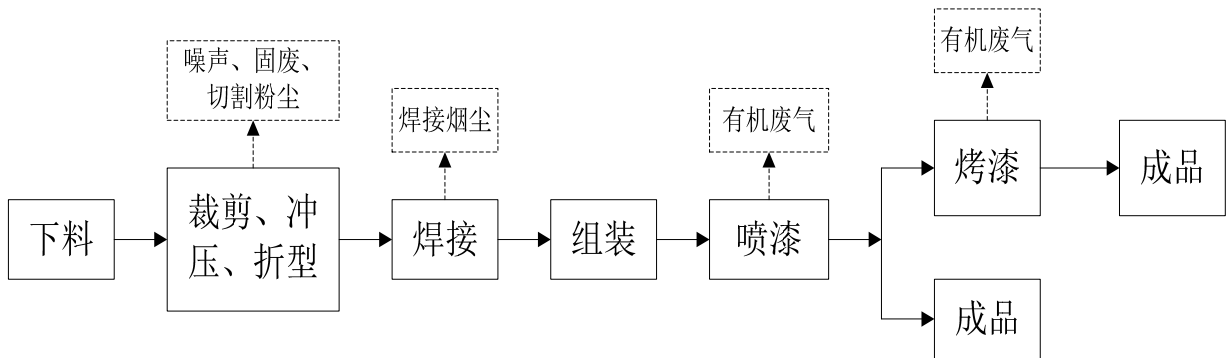 噪声、固废、
切割粉尘
焊接烟尘
有机废气
有机废气
下料
裁剪、冲
压、折型
焊接
组装
喷漆
烤漆
成品
成品